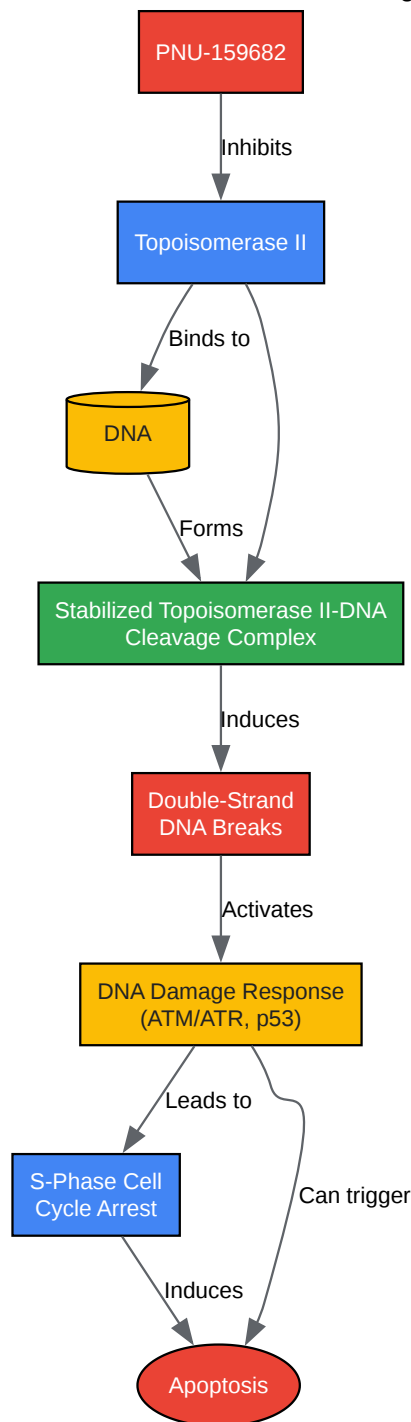 PNU-159682
Inhibits
Topoisomerase II
Binds to
DNA
Forms
Stabilized Topoisomerase II-DNA
Cleavage Complex
Induces
Double-Strand
DNA Breaks
Activates
DNA Damage Response
(ATM/ATR, p53)
Leads to
S-Phase Cell
Cycle Arrest
Can trigger
Induces
Apoptosis